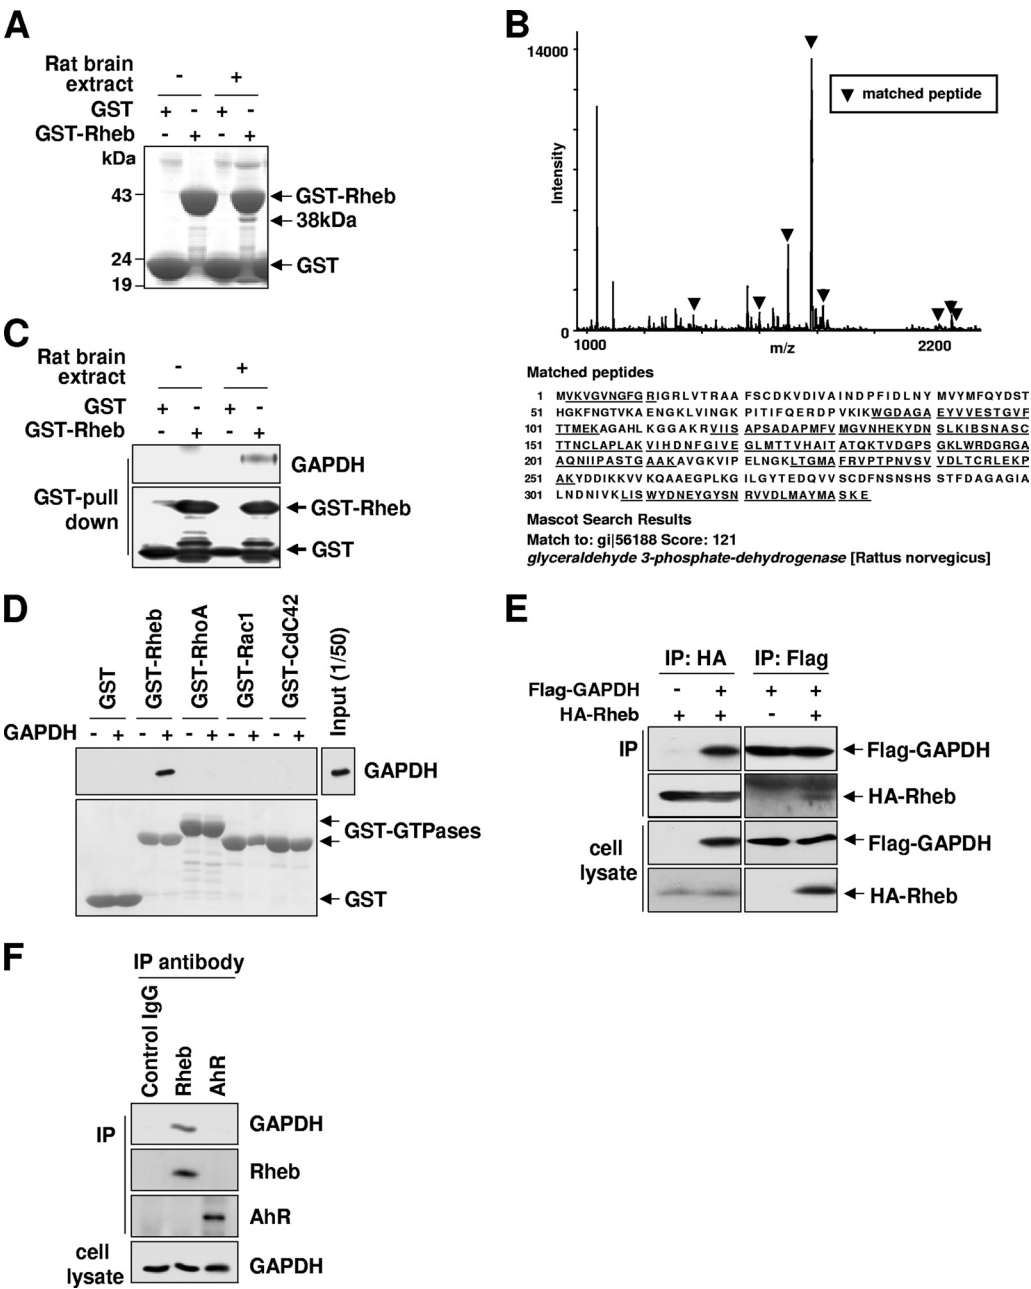 A
Rat brain
extract - +
GST + - + -
GST-Rheb - + - +
kDa
43
GST-Rheb
38kDa
24
GST
19
B
14000
matched peptide
Intensity
0
1000 m/z 2200
Matched peptides
1 MVKVGVNGFG RIGRLVTRAA FSCDKVDIVA INDPFIDLNY MVYMFQYDST
51 HGKFNGTVKA ENGKLVINGK PITIFQERDP VKIKWGDAGA EYVVESTGVF
101 TTMEKAGAHL KGGAKRVIIS APSADAPMFV MGVNHEKYDN SLKIBSNASC
151 TTNCLAPLAK VIHDNFGIVE GLMTTVHAIT ATQKTVDGPS GKLWRDGRGA
201 AQNIIPASTG AAKAVGKVIP ELNGKLTGMA FRVPTPNVSV VDLTCRLEKP
251 AKYDDIKKVV KQAAEGPLKG ILGYTEDQVV SCDFNSNSHS STFDAGAGIA
301 LNDNIVKLIS WYDNEYGYSN RVVDLMAYMA SKE
Mascot Search Results
Match to: gi|56188 Score: 121
glyceraldehyde 3-phosphate-dehydrogenase [Rattus norvegicus]
C
Rat brain
extract - +
GST + - + -
GST-Rheb - + - +
GAPDH
GST-pull
down
GST-Rheb
GST
D
GST
GST-Rheb
GST-RhoA
GST-Rac1
GST-CdC42
Input (1/50)
GAPDH - + - + - + - + - +
GAPDH
GST-GTPases
GST
E
IP: HA IP: Flag
Flag-GAPDH - + + +
HA-Rheb + + - +
IP
Flag-GAPDH
HA-Rheb
cell
lysate
Flag-GAPDH
HA-Rheb
F
IP antibody
Control IgG
Rheb
AhR
IP
GAPDH
Rheb
AhR
cell
lysate
GAPDH